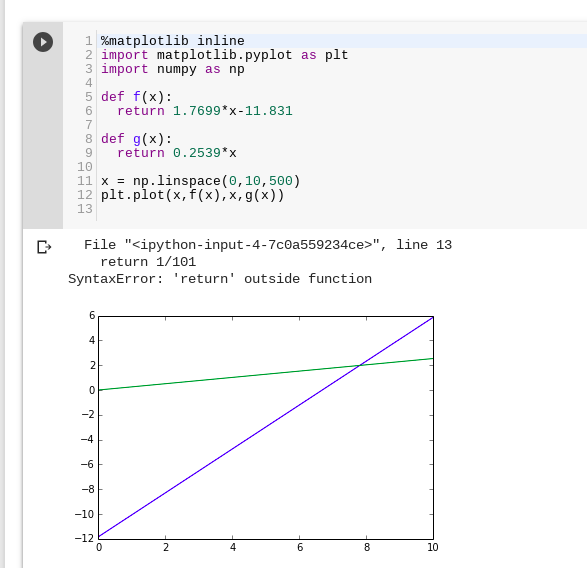 1 %matplotlib inline
2 import matplotlib.pyplot as plt
3 import numpy as np
4
5 def f(x):
6   return 1.7699*x-11.831
7
8 def g(x):
9   return 0.2539*x
10
11 x = np.linspace(0,10,500)
12 plt.plot(x,f(x),x,g(x))
13
File "<ipython-input-4-7c0a559234ce>", line 13
return 1/101
SyntaxError: 'return' outside function
6
4
2
0
−2
−4
−6
−8
−10
−12
0 2 4 6 8 10